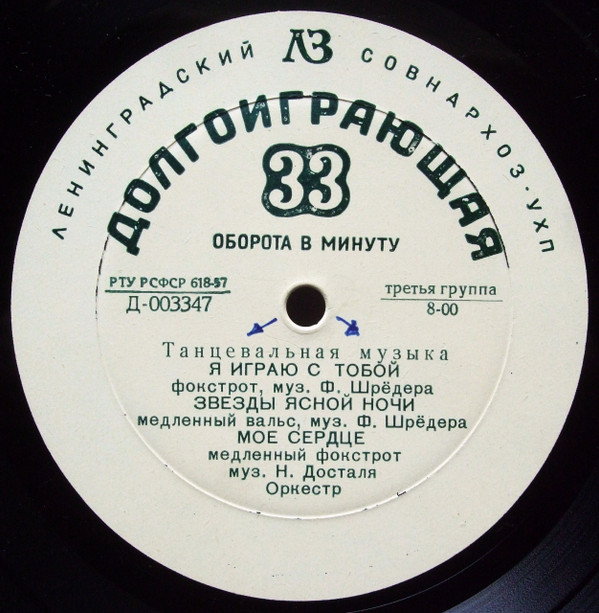 ЛЕНИНГРАДСКИЙ ЛЗ СОВНАРХОЗ·УХП
ДОЛГОИГРАЮЩАЯ
33
ОБОРОТА В МИНУТУ
РТУ РСФСР 618-57
Д-003347
третья группа
8-00
Танцевальная музыка
Я ИГРАЮ С ТОБОЙ
фокстрот, муз. Ф. Шрёдера
ЗВЕЗДЫ ЯСНОЙ НОЧИ
медленный вальс, муз. Ф. Шрёдера
МОЕ СЕРДЦЕ
медленный фокстрот
муз. Н. Досталя
Оркестр